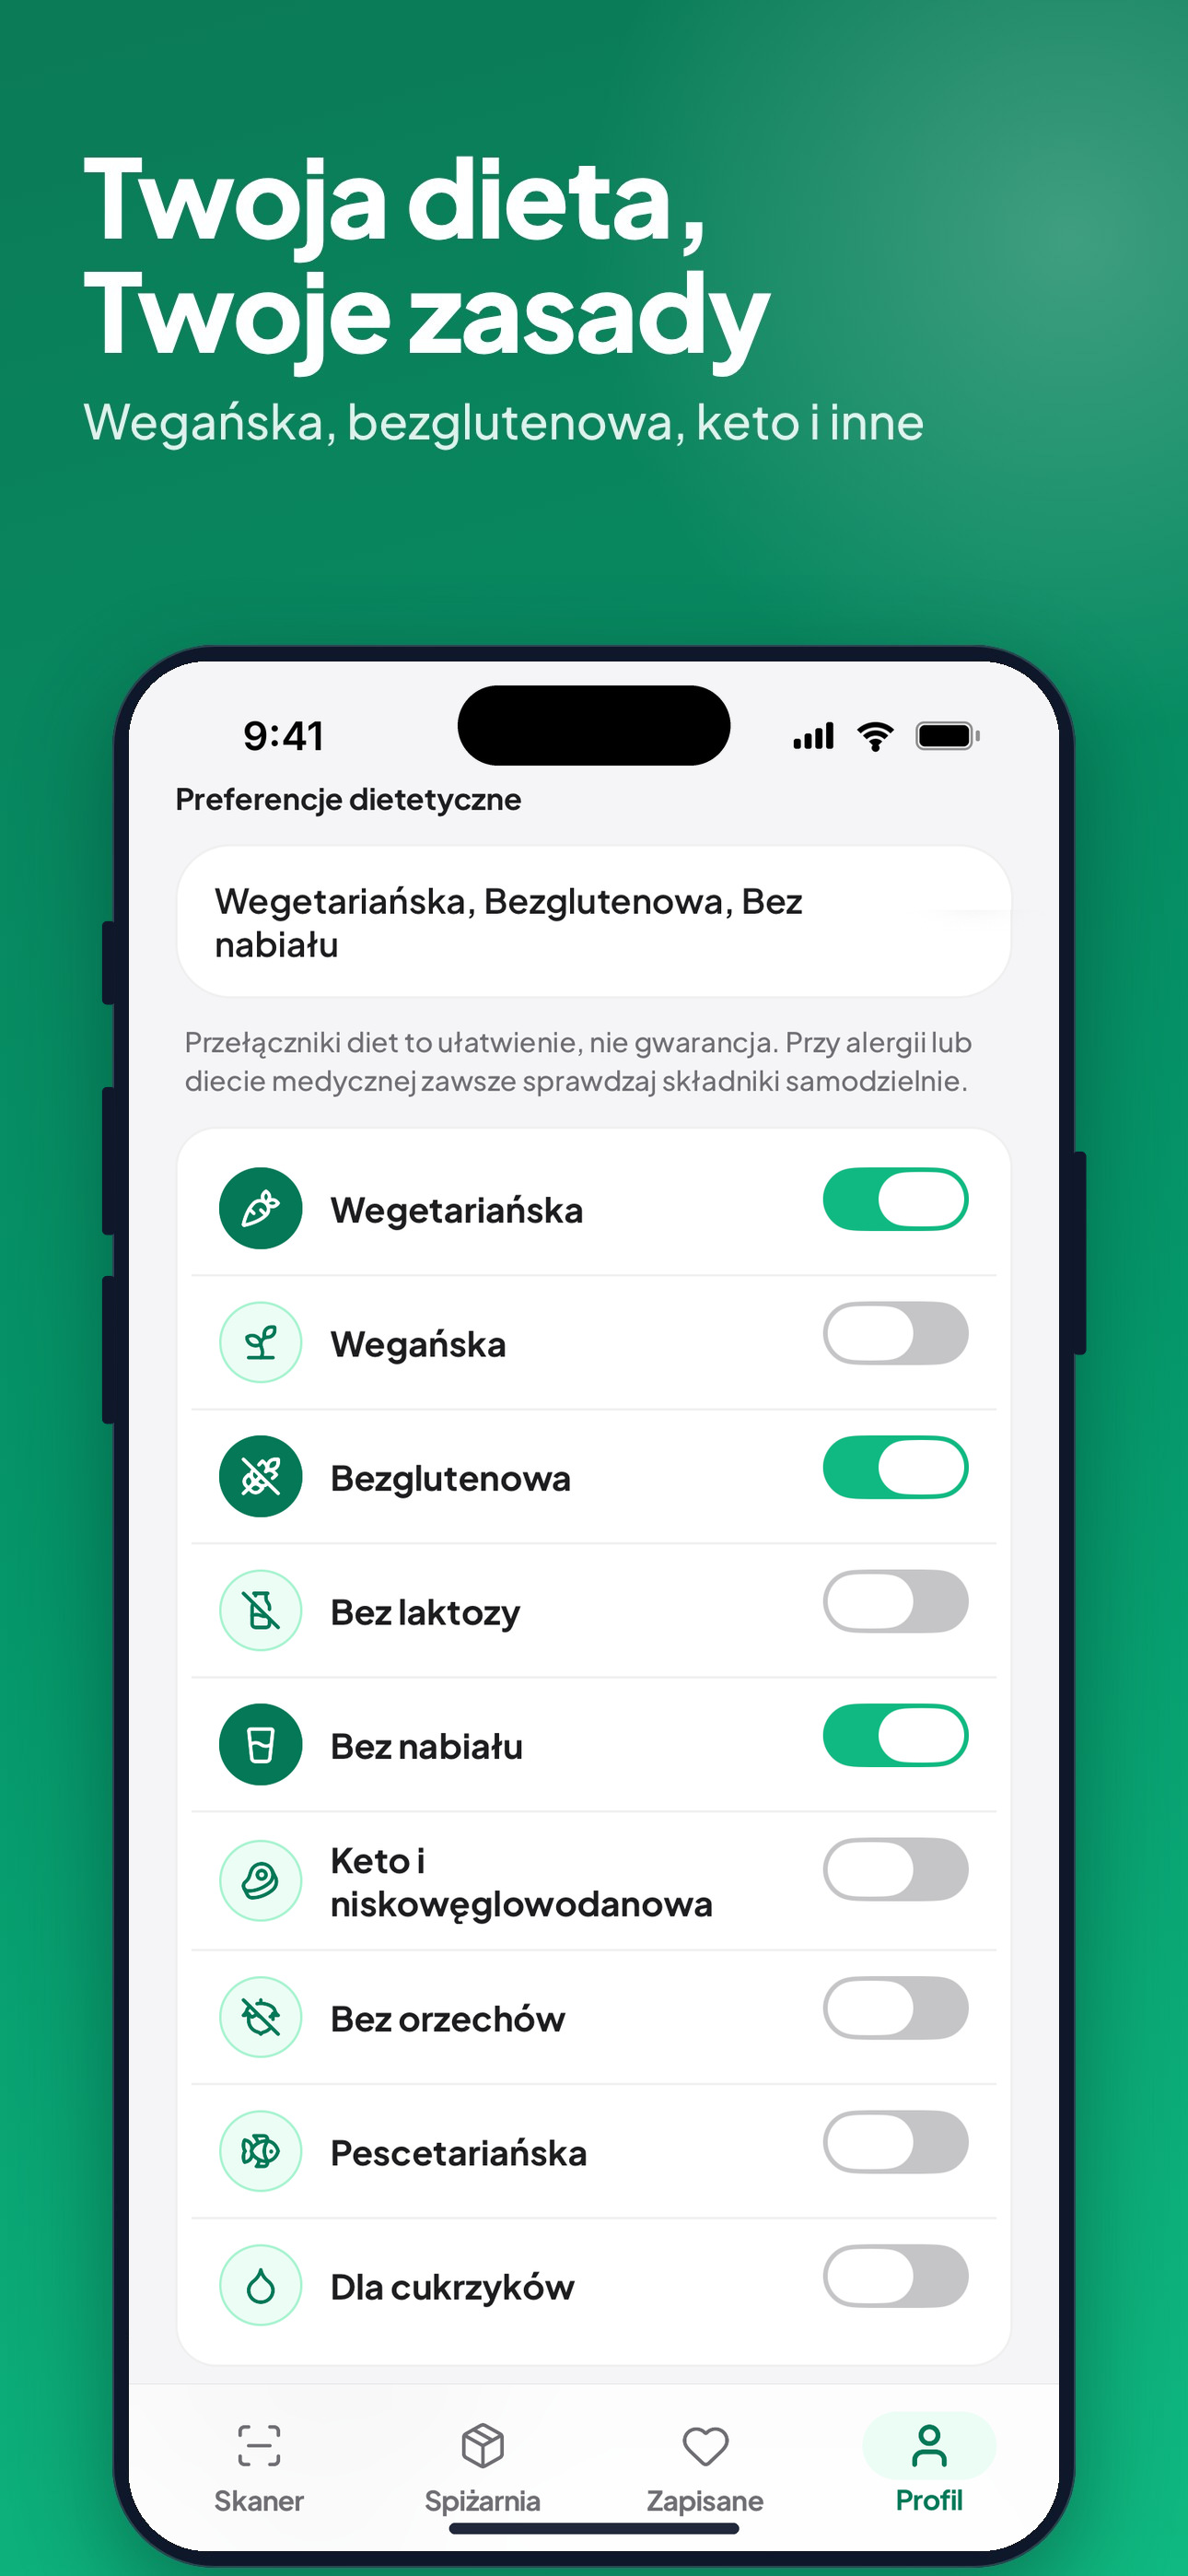 Twoja dieta,
Twoje zasady
Wegańska, bezglutenowa, keto i inne
9:41
Preferencje dietetyczne
Wegetariańska, Bezglutenowa, Bez
nabiału
Przełączniki diet to ułatwienie, nie gwarancja. Przy alergii lub
diecie medycznej zawsze sprawdzaj składniki samodzielnie.
Wegetariańska
Wegańska
Bezglutenowa
Bez laktozy
Bez nabiału
Keto i
niskowęglowodanowa
Bez orzechów
Pescetariańska
Dla cukrzyków
Skaner
Spiżarnia
Zapisane
Profil